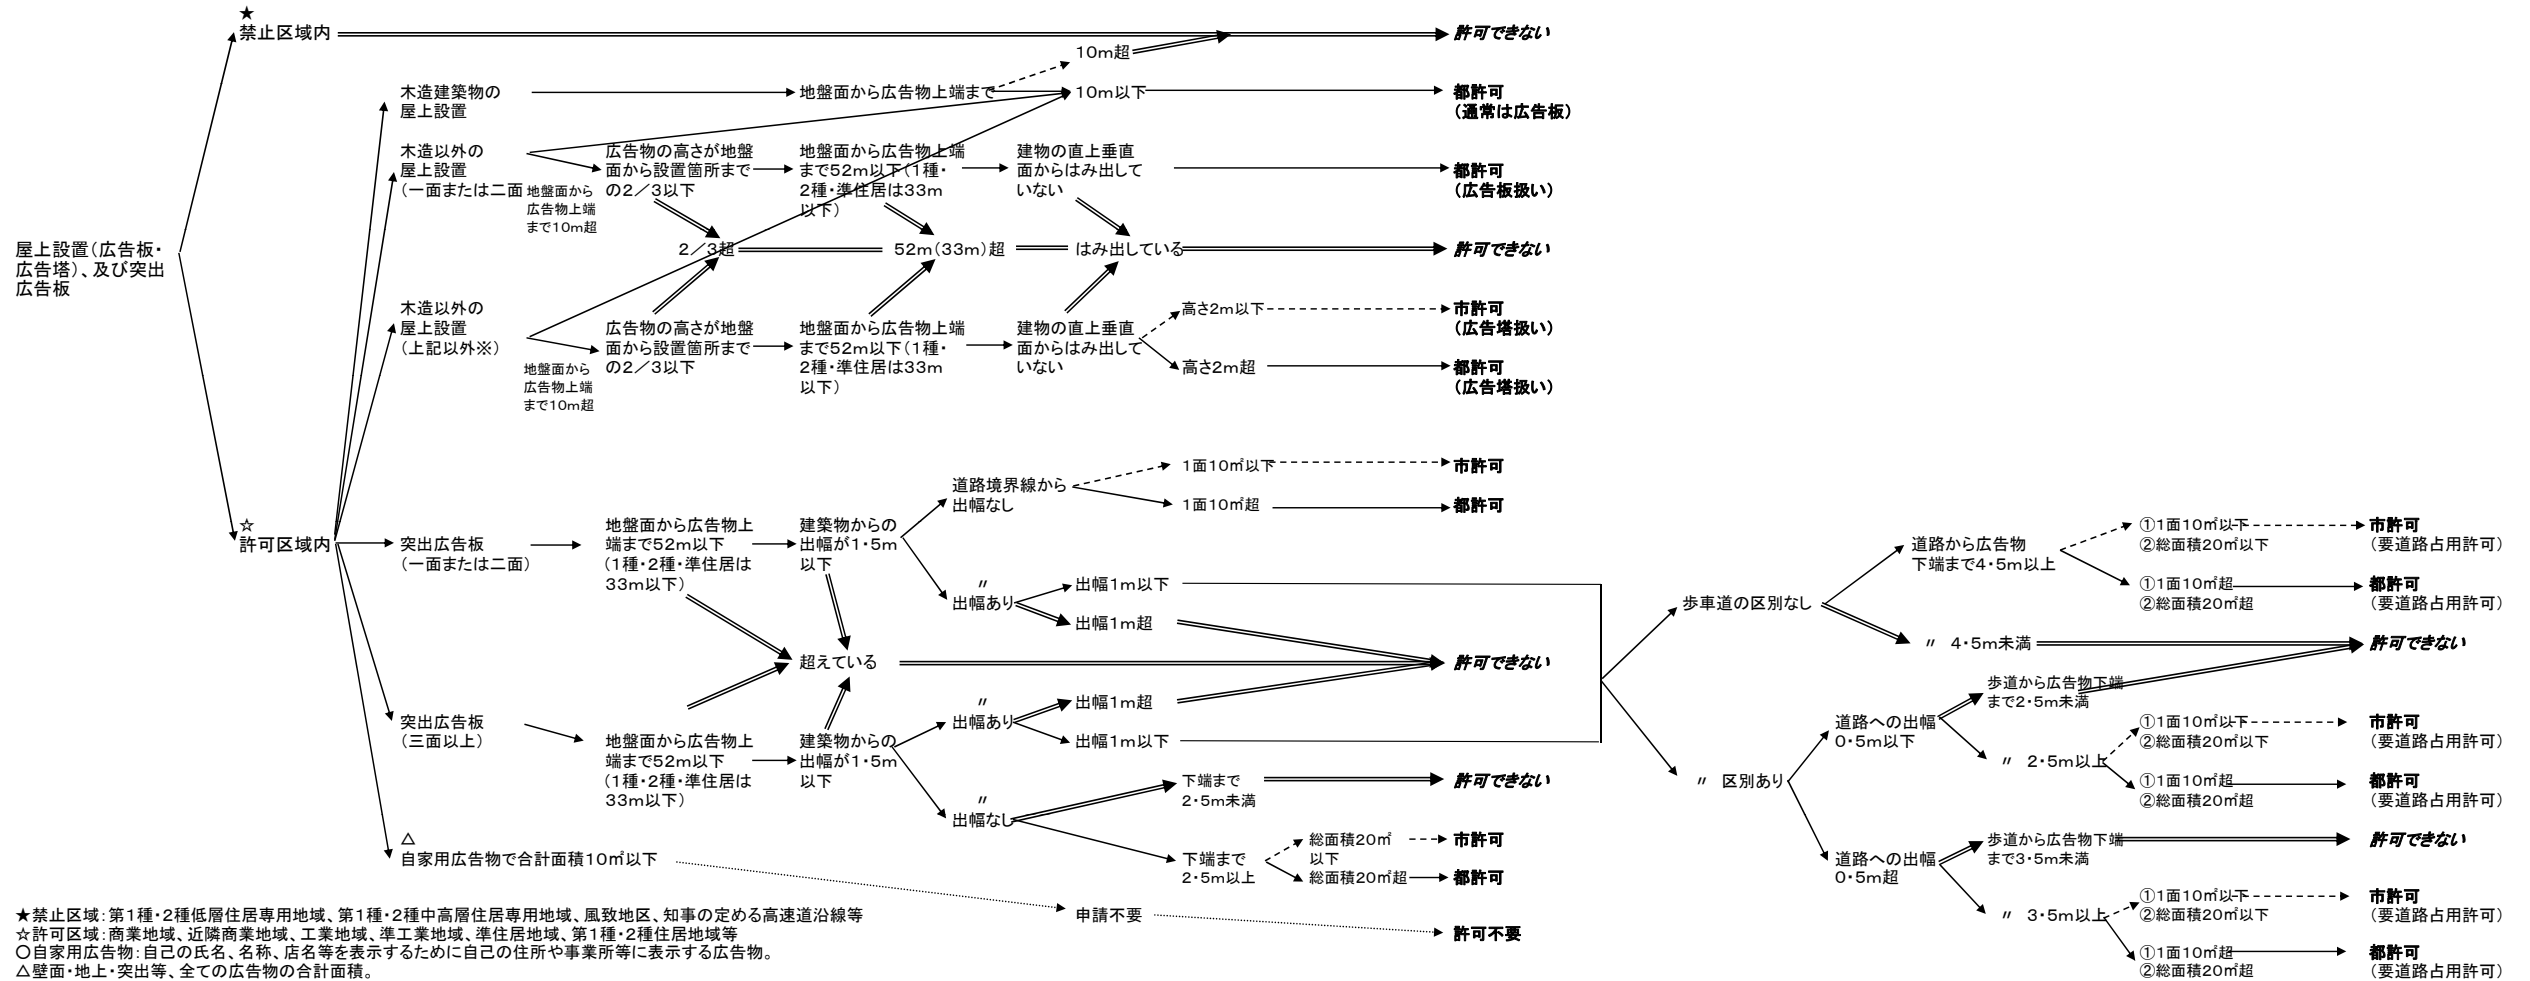 ★
禁止区域内
許可できない
10m超
木造建築物の
屋上設置
地盤面から広告物上端まで
10m以下
都許可
(通常は広告板)
木造以外の
屋上設置
(一面または二面
地盤面から
広告物上端
まで10m超
広告物の高さが地盤
面から設置箇所まで
の2/3以下
地盤面から広告物上端
まで52m以下(1種・
2種・準住居は33m
以下)
建物の直上垂直
面からはみ出して
いない
都許可
(広告板扱い)
屋上設置(広告板・
広告塔)、及び突出
広告板
2/3超
52m(33m)超
はみ出している
許可できない
木造以外の
屋上設置
(上記以外※)
地盤面から
広告物上端
まで10m超
広告物の高さが地盤
面から設置箇所まで
の2/3以下
地盤面から広告物上端
まで52m以下(1種・
2種・準住居は33m
以下)
建物の直上垂直
面からはみ出して
いない
高さ2m以下
市許可
(広告塔扱い)
高さ2m超
都許可
(広告塔扱い)
☆
許可区域内
突出広告板
(一面または二面)
地盤面から広告物上
端まで52m以下
(1種・2種・準住居は
33m以下)
建築物からの
出幅が1・5m
以下
道路境界線から
出幅なし
1面10㎡以下
市許可
1面10㎡超
都許可
〃
出幅あり
出幅1m以下
出幅1m超
超えている
許可できない
突出広告板
(三面以上)
地盤面から広告物上
端まで52m以下
(1種・2種・準住居は
33m以下)
建築物からの
出幅が1・5m
以下
〃
出幅あり
出幅1m超
出幅1m以下
〃
出幅なし
下端まで
2・5m未満
許可できない
下端まで
2・5m以上
総面積20㎡
以下
市許可
総面積20㎡超
都許可
△
自家用広告物で合計面積10㎡以下
申請不要
許可不要
歩車道の区別なし
道路から広告物
下端まで4・5m以上
①1面10㎡以下
②総面積20㎡以下
市許可
(要道路占用許可)
①1面10㎡超
②総面積20㎡超
都許可
(要道路占用許可)
〃 4・5m未満
許可できない
〃 区別あり
道路への出幅
0・5m以下
歩道から広告物下端
まで2・5m未満
〃 2・5m以上
①1面10㎡以下
②総面積20㎡以下
市許可
(要道路占用許可)
①1面10㎡超
②総面積20㎡超
都許可
(要道路占用許可)
道路への出幅
0・5m超
歩道から広告物下端
まで3・5m未満
許可できない
〃 3・5m以上
①1面10㎡以下
②総面積20㎡以下
市許可
(要道路占用許可)
①1面10㎡超
②総面積20㎡超
都許可
(要道路占用許可)
★禁止区域:第1種・2種低層住居専用地域、第1種・2種中高層住居専用地域、風致地区、知事の定める高速道沿線等
☆許可区域:商業地域、近隣商業地域、工業地域、準工業地域、準住居地域、第1種・2種住居地域等
○自家用広告物:自己の氏名、名称、店名等を表示するために自己の住所や事業所等に表示する広告物。
△壁面・地上・突出等、全ての広告物の合計面積。